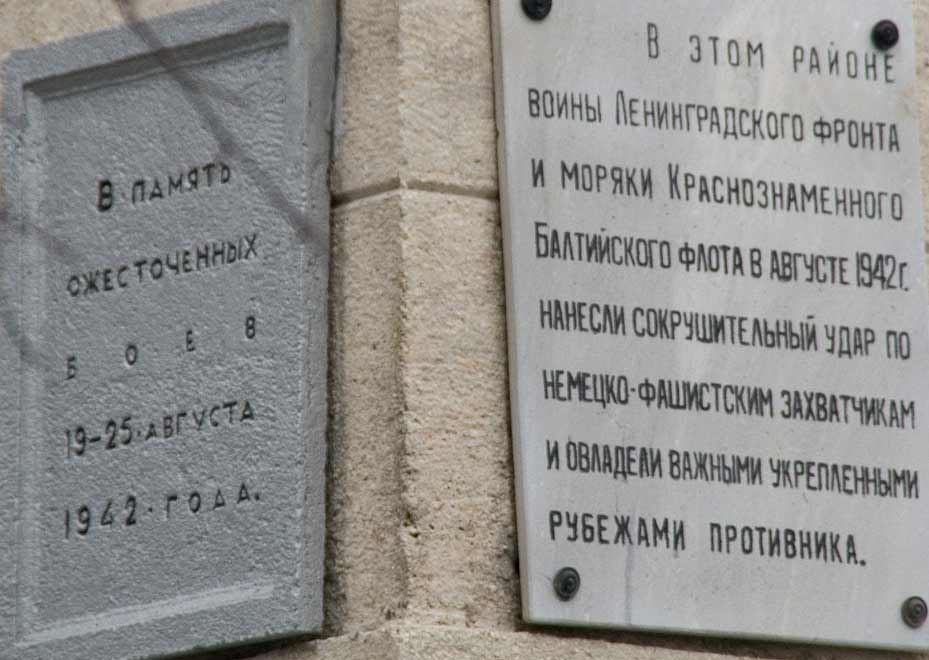 В ПАМЯТЬ
ОЖЕСТОЧЕННЫХ
БОЕВ
19-25·АВГУСТА
1942·ГОДА.
В ЭТОМ РАЙОНЕ
ВОИНЫ ЛЕНИНГРАДСКОГО ФРОНТА
И МОРЯКИ КРАСНОЗНАМЕННОГО
БАЛТИЙСКОГО ФЛОТА В АВГУСТЕ 1942 г.
НАНЕСЛИ СОКРУШИТЕЛЬНЫЙ УДАР ПО
НЕМЕЦКО-ФАШИСТСКИМ ЗАХВАТЧИКАМ
И ОВЛАДЕЛИ ВАЖНЫМИ УКРЕПЛЕННЫМИ
РУБЕЖАМИ ПРОТИВНИКА.